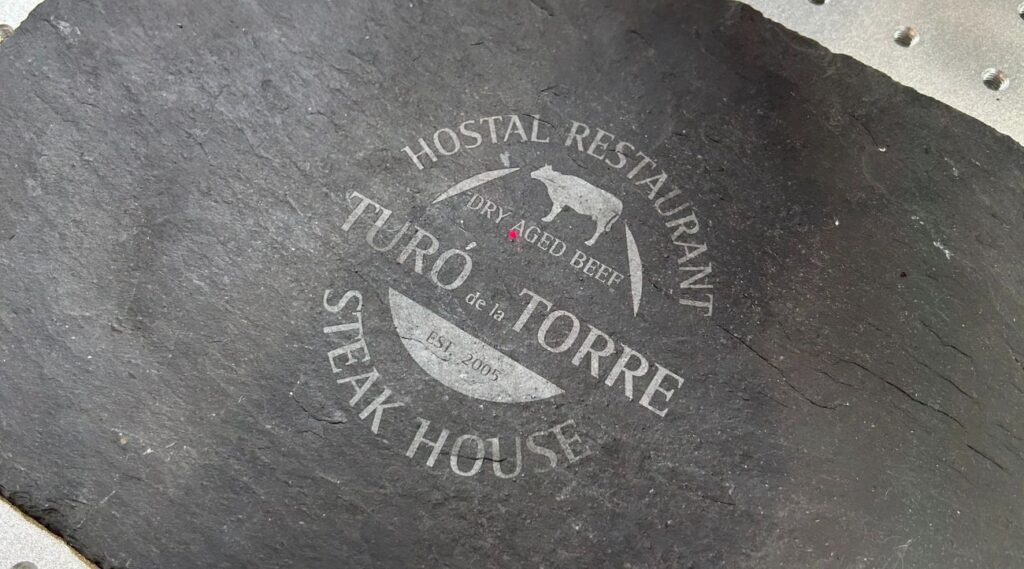 HOSTAL RESTAURANT
DRY AGED BEEF
TURÓ de la TORRE
EST. 2005
STEAK HOUSE